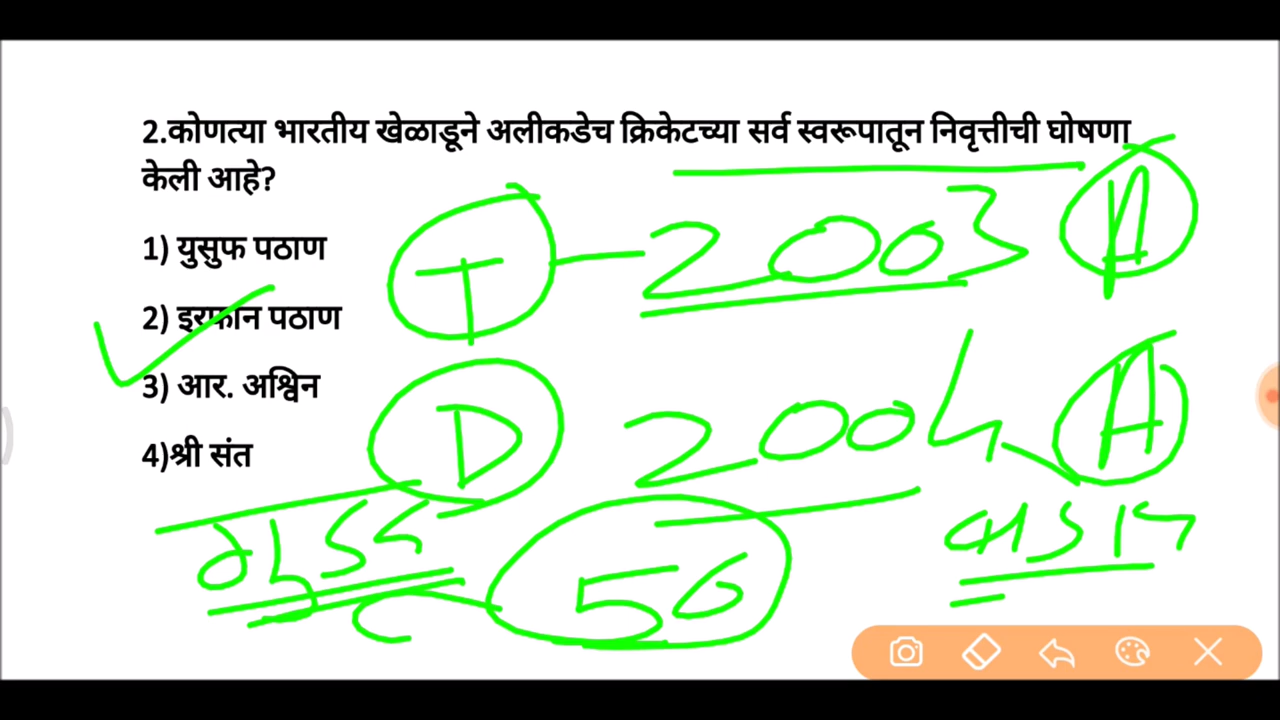 2.कोणत्या भारतीय खेळाडूने अलीकडेच क्रिकेटच्या सर्व स्वरूपातून निवृत्तीची घोषणा
केली आहे?
1) युसुफ पठाण
2) इरफान पठाण
3) आर. अश्विन
4)श्री संत
T 2003 A
D 2004 A
56